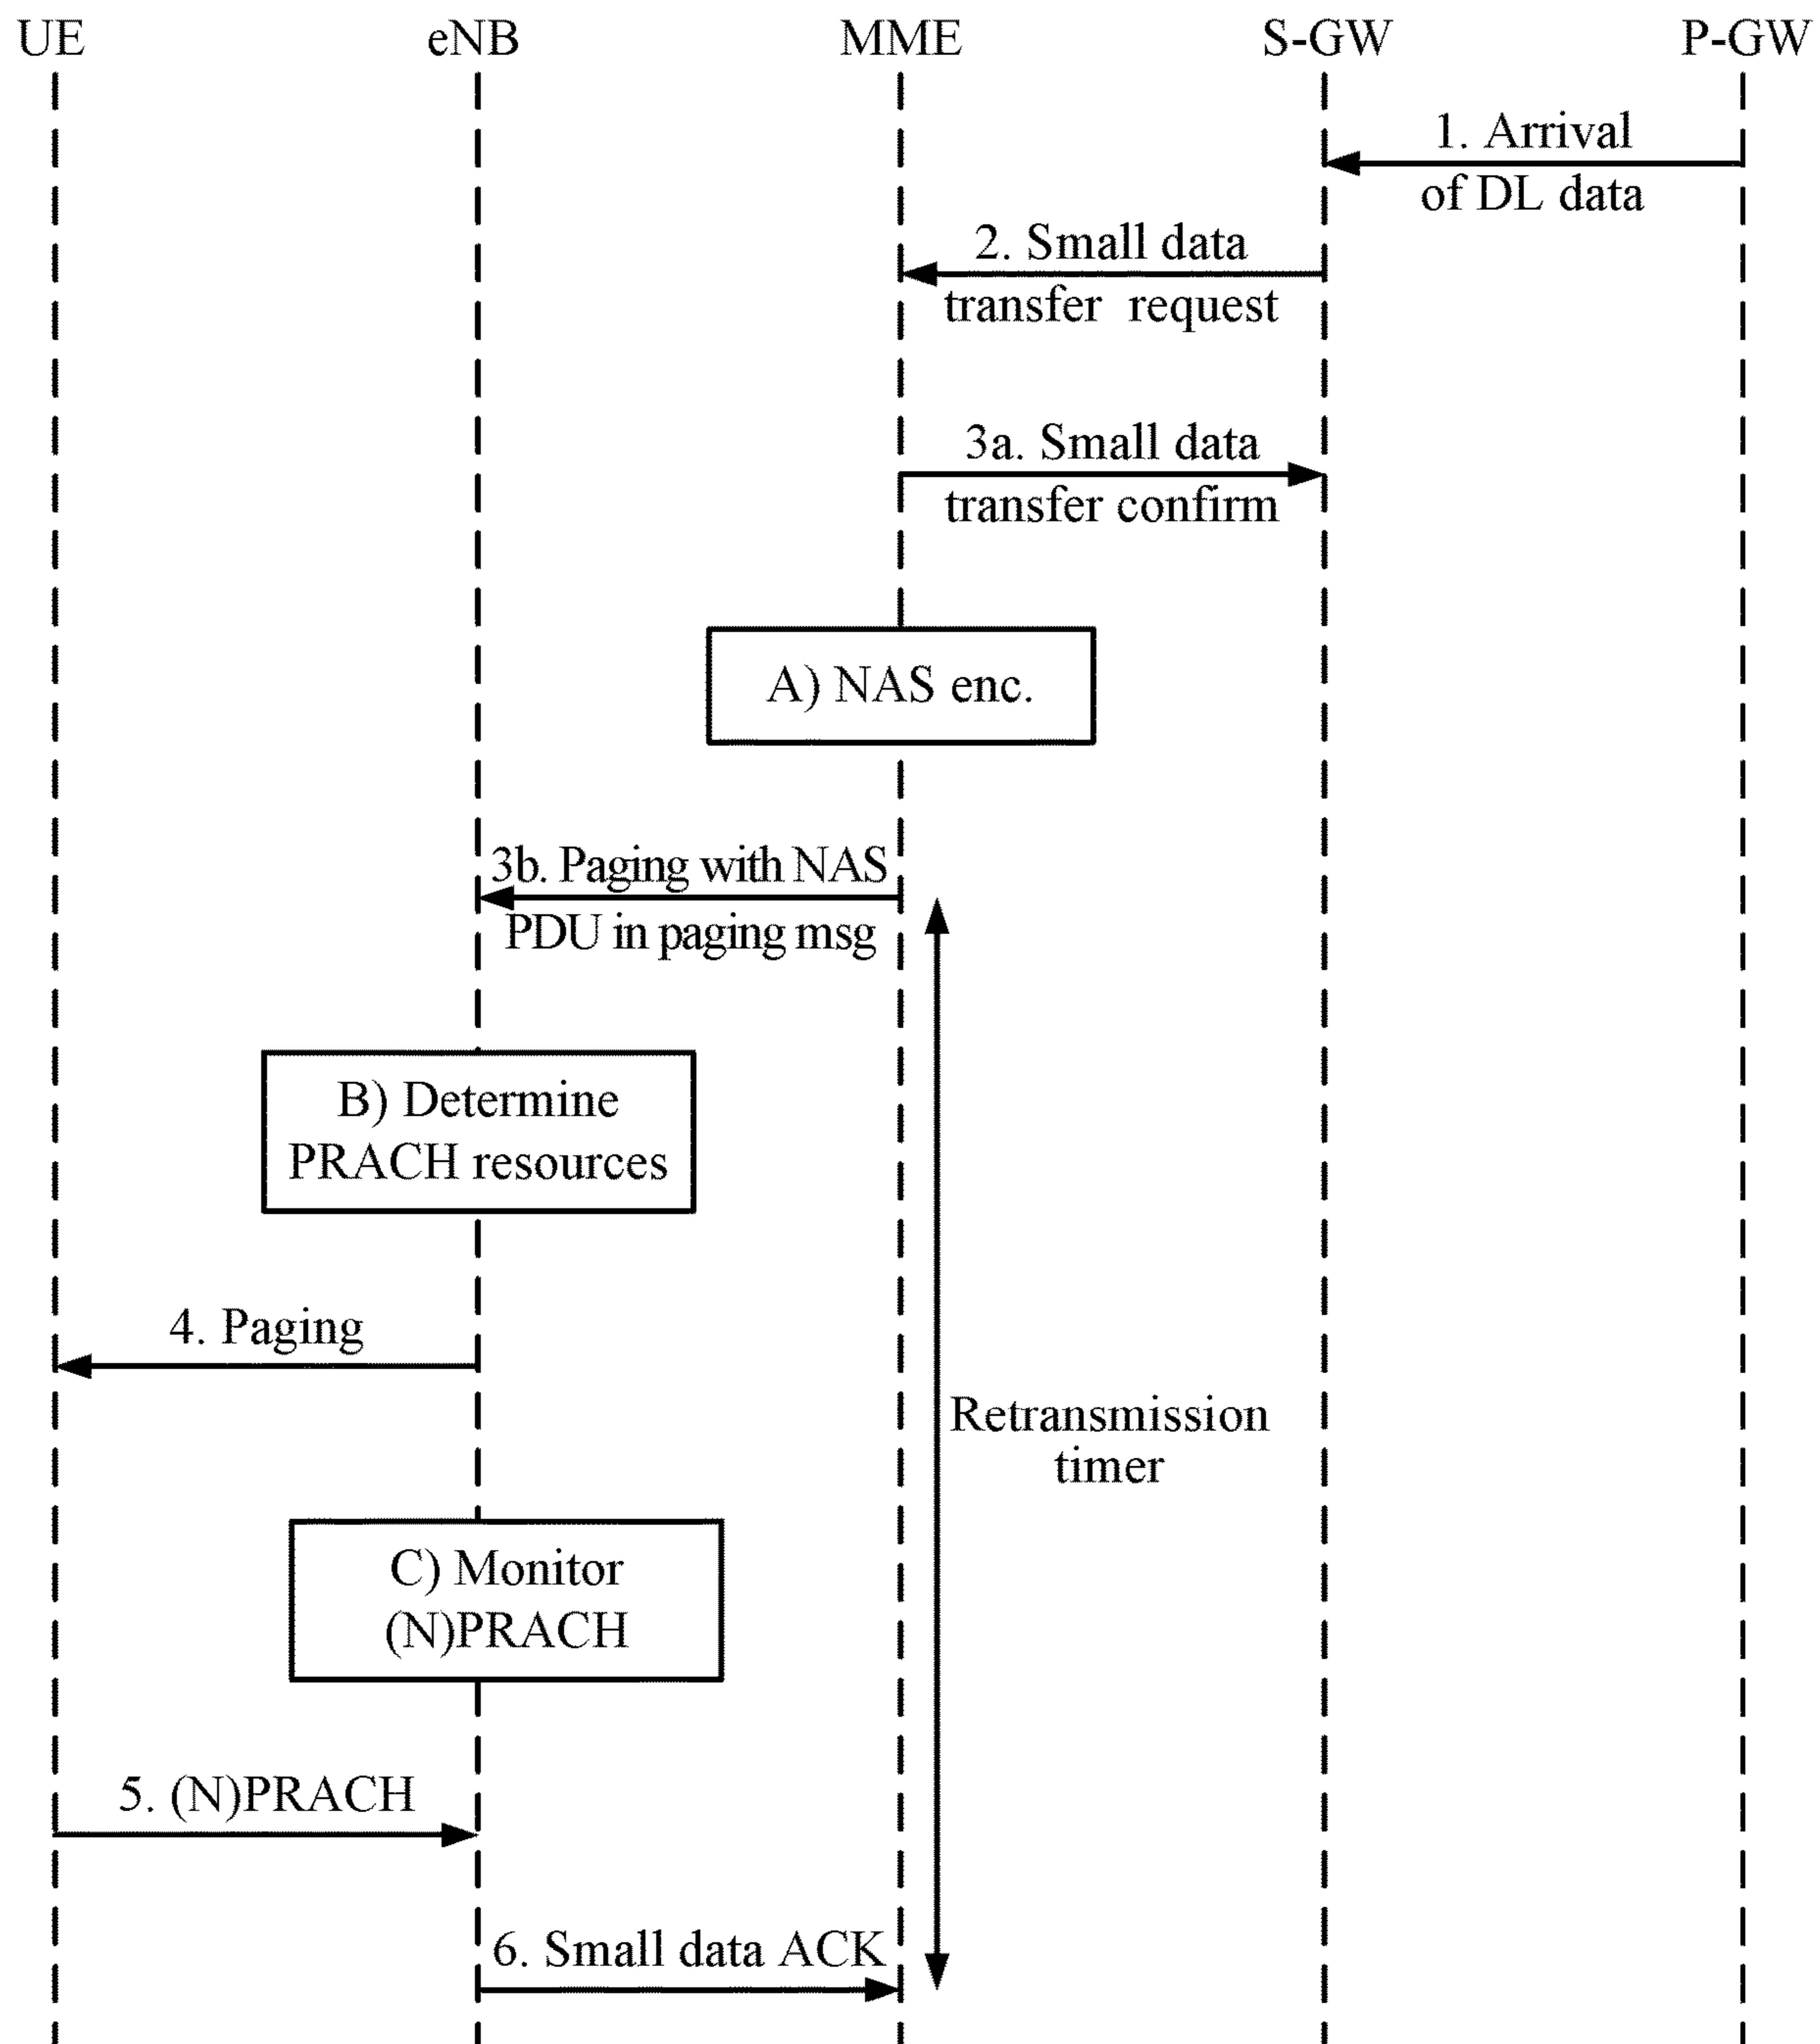 UE eNB MME S-GW P-GW
1. Arrival
of DL data
2. Small data
transfer request
3a. Small data
transfer confirm
A) NAS enc.
3b. Paging with NAS
PDU in paging msg
B) Determine
PRACH resources
4. Paging
Retransmission
timer
C) Monitor
(N)PRACH
5. (N)PRACH
6. Small data ACK